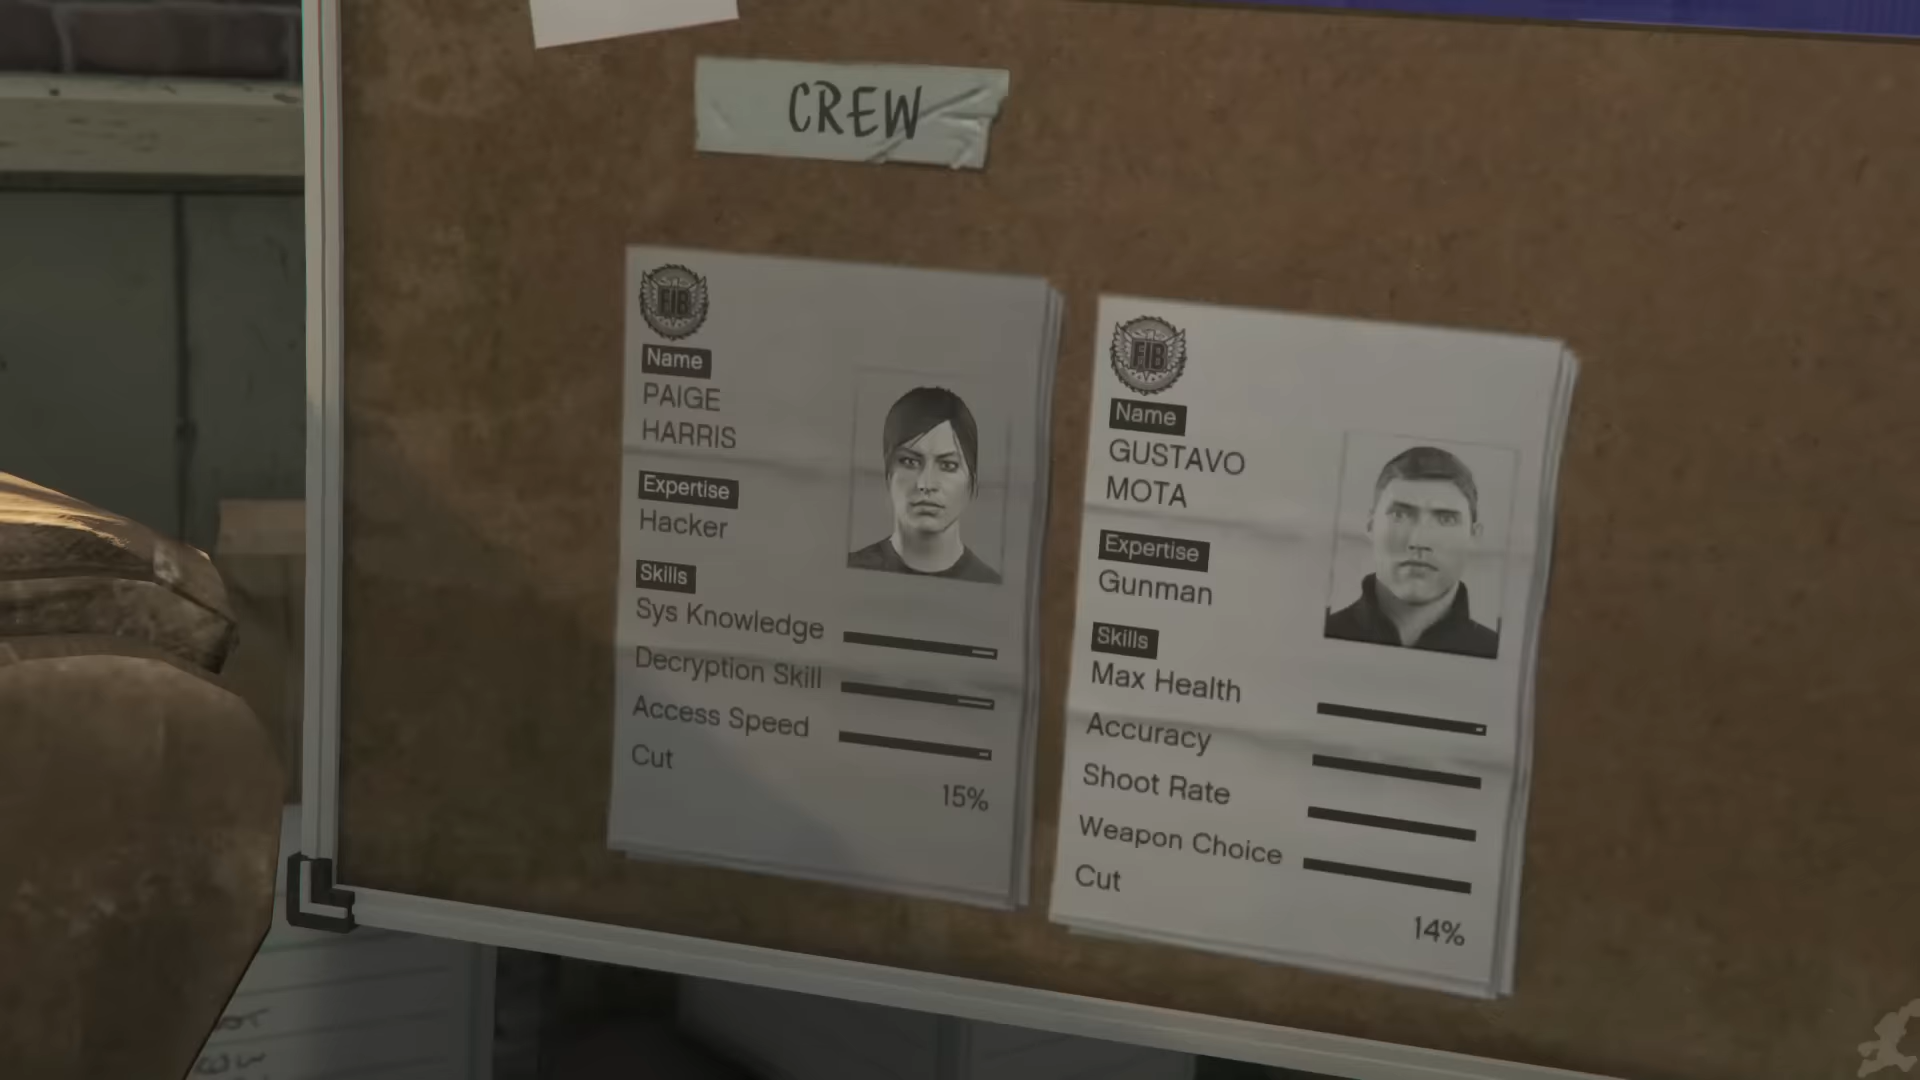 CREW
FIB
Name
PAIGE
HARRIS
Expertise
Hacker
Skills
Sys Knowledge
Decryption Skill
Access Speed
Cut
15%
FIB
Name
GUSTAVO
MOTA
Expertise
Gunman
Skills
Max Health
Accuracy
Shoot Rate
Weapon Choice
Cut
14%